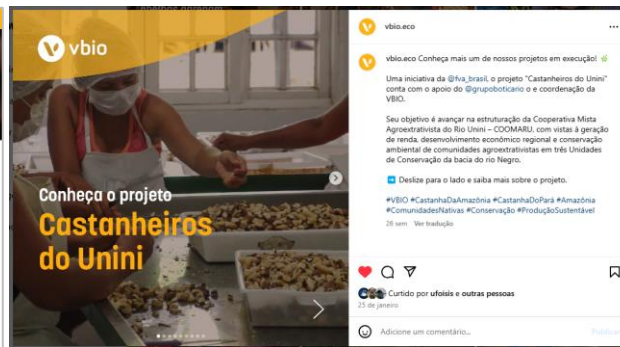 vbio
Conheça o projeto
Castanheiros
do Unini
vbio.eco
vbio.eco Conheça mais um de nossos projetos em execução!
Uma iniciativa da @fva_brasil, o projeto "Castanheiros do Unini"
conta com o apoio do @grupoboticario o e coordenação da
VBIO.
Seu objetivo é avançar na estruturação da Cooperativa Mista
Agroextrativista do Rio Unini – COOMARU, com vistas à geração
de renda, desenvolvimento econômico regional e conservação
ambiental de comunidades agroextrativistas em três Unidades
de Conservação da bacia do rio Negro.
Deslize para o lado e saiba mais sobre o projeto.
#VBIO #CastanhaDaAmazônia #CastanhaDoPará #Amazônia
#ComunidadesNativas #Conservação #ProduçãoSustentável
26 sem Ver tradução
Curtido por ufoisis e outras pessoas
25 de janeiro
Adicione um comentário...
Publicar